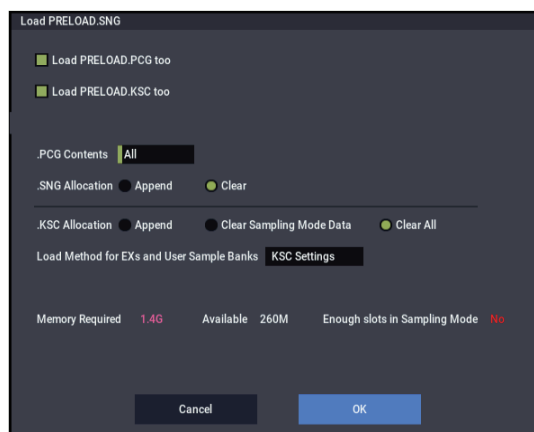 Load PRELOAD.SNG
Load PRELOAD.PCG too
Load PRELOAD.KSC too
.PCG Contents All
.SNG Allocation Append Clear
.KSC Allocation Append Clear Sampling Mode Data Clear All
Load Method for EXs and User Sample Banks KSC Settings
Memory Required 1.4G Available 260M Enough slots in Sampling Mode No
Cancel OK